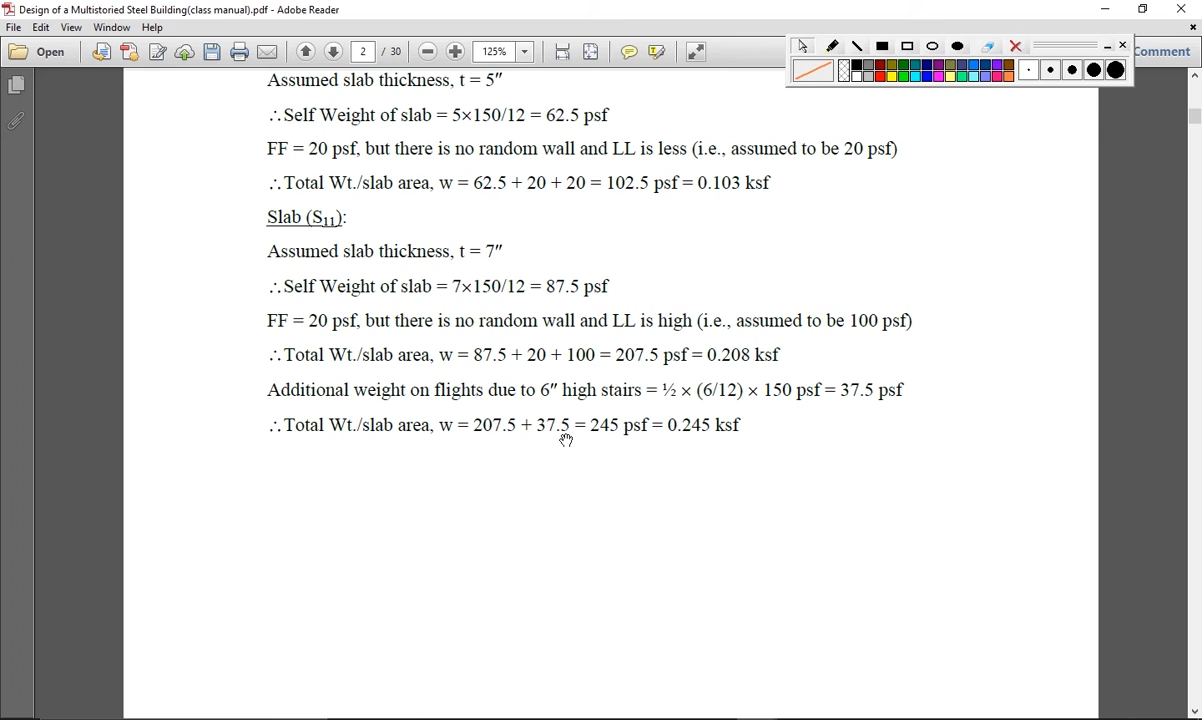 Design of a Multistoried Steel Building(class manual).pdf - Adobe Reader
File Edit View Window Help
Open 2 / 30 125% Comment
Assumed slab thickness, t = 5″
∴Self Weight of slab = 5×150/12 = 62.5 psf
FF = 20 psf, but there is no random wall and LL is less (i.e., assumed to be 20 psf)
∴Total Wt./slab area, w = 62.5 + 20 + 20 = 102.5 psf = 0.103 ksf
Slab (S₁₁):
Assumed slab thickness, t = 7″
∴Self Weight of slab = 7×150/12 = 87.5 psf
FF = 20 psf, but there is no random wall and LL is high (i.e., assumed to be 100 psf)
∴Total Wt./slab area, w = 87.5 + 20 + 100 = 207.5 psf = 0.208 ksf
Additional weight on flights due to 6″ high stairs = ½ × (6/12) × 150 psf = 37.5 psf
∴Total Wt./slab area, w = 207.5 + 37.5 = 245 psf = 0.245 ksf